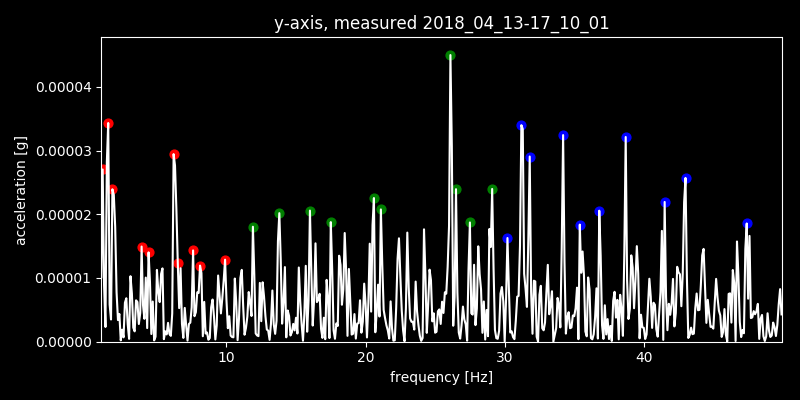 y-axis, measured 2018_04_13-17_10_01
acceleration [g]
0.00004
0.00003
0.00002
0.00001
0.00000
10 20 30 40
frequency [Hz]